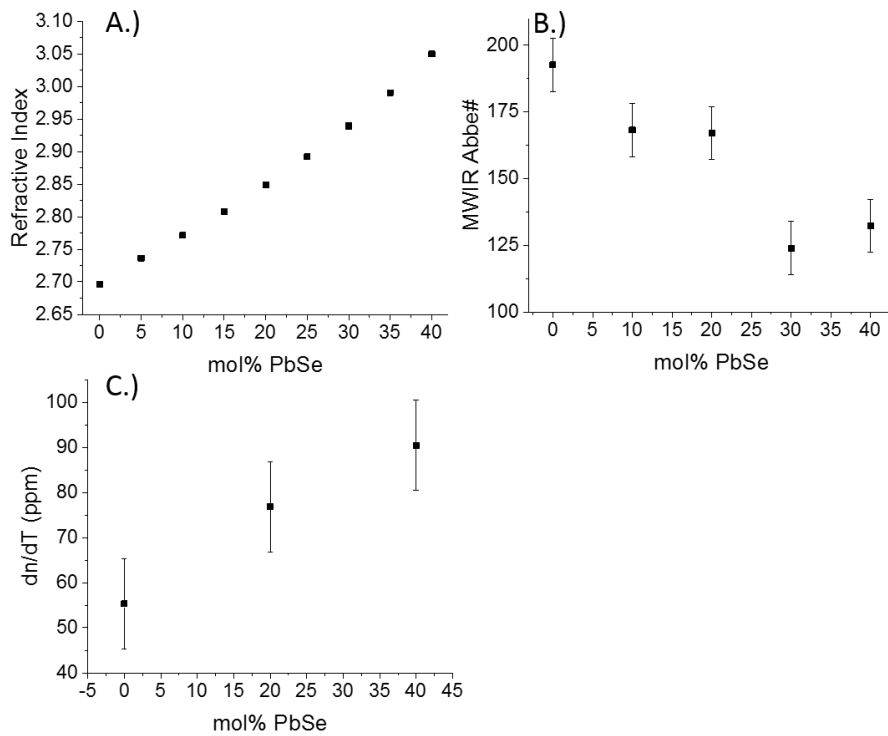 A.)
3.10
3.05
3.00
2.95
2.90
2.85
2.80
2.75
2.70
2.65
Refractive Index
0 5 10 15 20 25 30 35 40
mol% PbSe
B.)
200
175
150
125
100
MWIR Abbe#
0 5 10 15 20 25 30 35 40
mol% PbSe
C.)
100
90
80
70
60
50
40
dn/dT (ppm)
-5 0 5 10 15 20 25 30 35 40 45
mol% PbSe